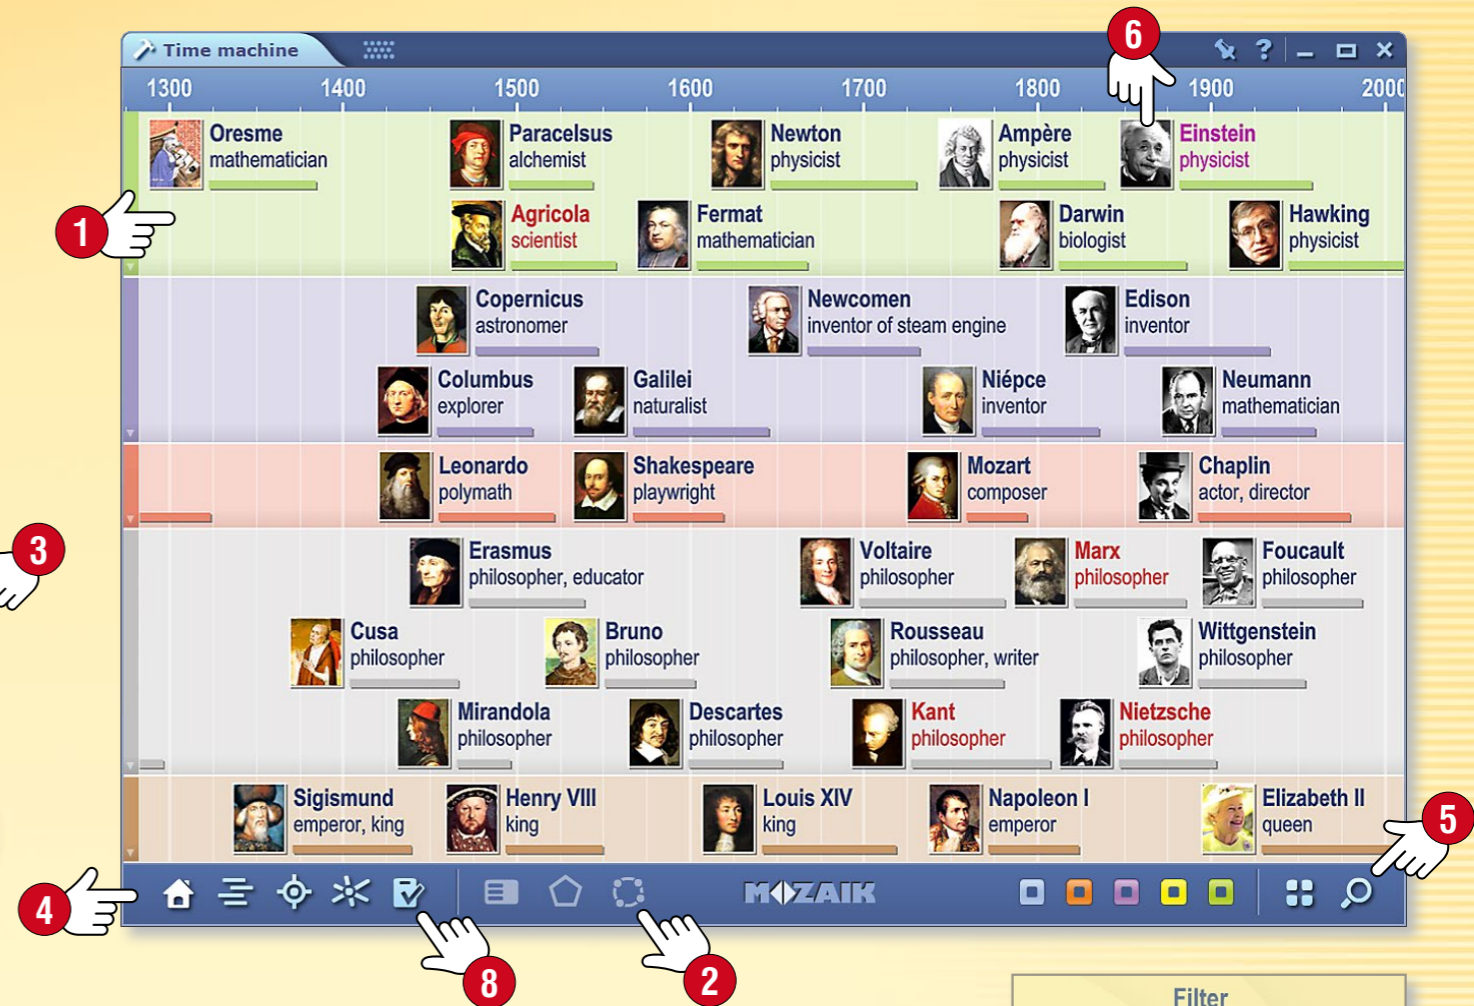 6
Time machine
?
1300 1400 1500 1600 1700 1800 1900 2000
Oresme
mathematician
Paracelsus
alchemist
Newton
physicist
Ampère
physicist
Einstein
physicist
1
Agricola
scientist
Fermat
mathematician
Darwin
biologist
Hawking
physicist
Copernicus
astronomer
Newcomen
inventor of steam engine
Edison
inventor
Columbus
explorer
Galilei
naturalist
Niépce
inventor
Neumann
mathematician
Leonardo
polymath
Shakespeare
playwright
Mozart
composer
Chaplin
actor, director
3
Erasmus
philosopher, educator
Voltaire
philosopher
Marx
philosopher
Foucault
philosopher
Cusa
philosopher
Bruno
philosopher
Rousseau
philosopher, writer
Wittgenstein
philosopher
Mirandola
philosopher
Descartes
philosopher
Kant
philosopher
Nietzsche
philosopher
Sigismund
emperor, king
Henry VIII
king
Louis XIV
king
Napoleon I
emperor
Elizabeth II
queen
5
4
MOZAIK
8
2
Filter